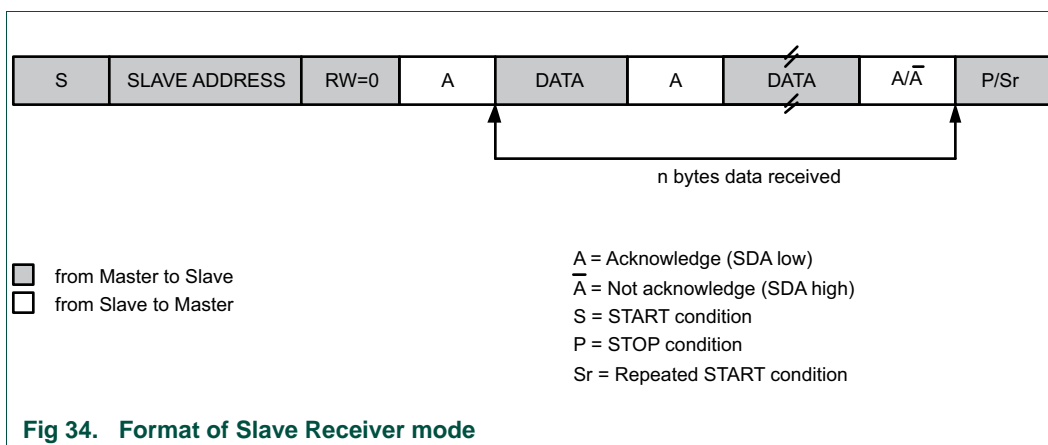 S SLAVE ADDRESS RW=0 A DATA A DATA A/A̅ P/Sr
n bytes data received
from Master to Slave
from Slave to Master
A = Acknowledge (SDA low)
A̅ = Not acknowledge (SDA high)
S = START condition
P = STOP condition
Sr = Repeated START condition
Fig 34. Format of Slave Receiver mode